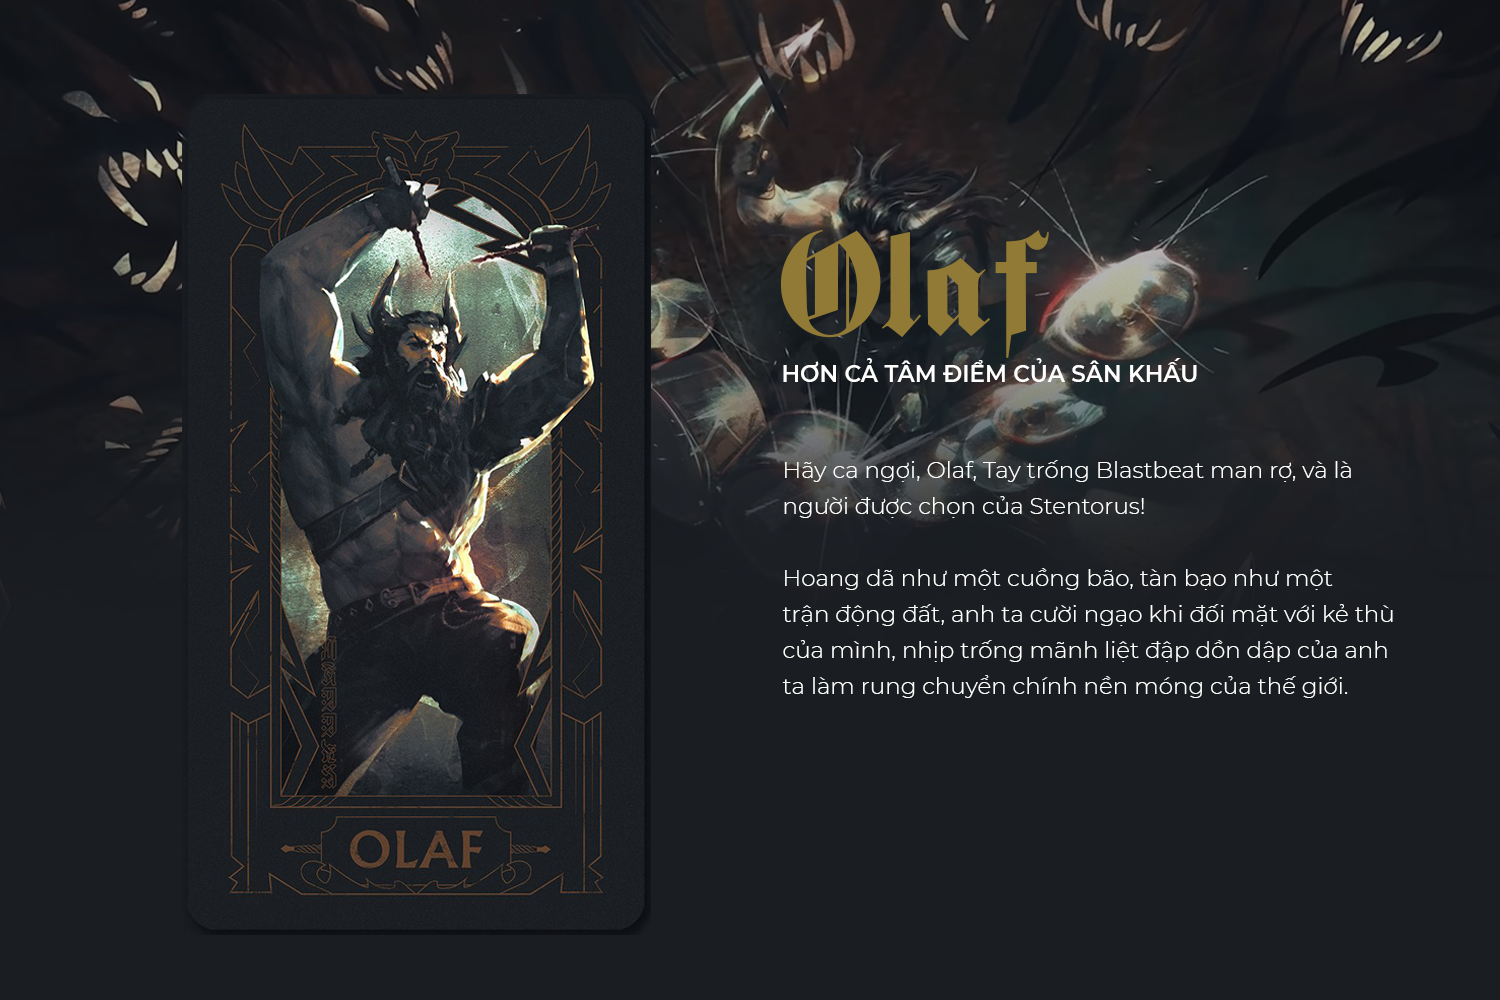 OLAF
Olaf
HƠN CẢ TÂM ĐIỂM CỦA SÂN KHẤU
Hãy ca ngợi, Olaf, Tay trống Blastbeat man rợ, và là
người được chọn của Stentorus!
Hoang dã như một cuồng bão, tàn bạo như một
trận động đất, anh ta cười ngạo khi đối mặt với kẻ thù
của mình, nhịp trống mãnh liệt đập dồn dập của anh
ta làm rung chuyển chính nền móng của thế giới.